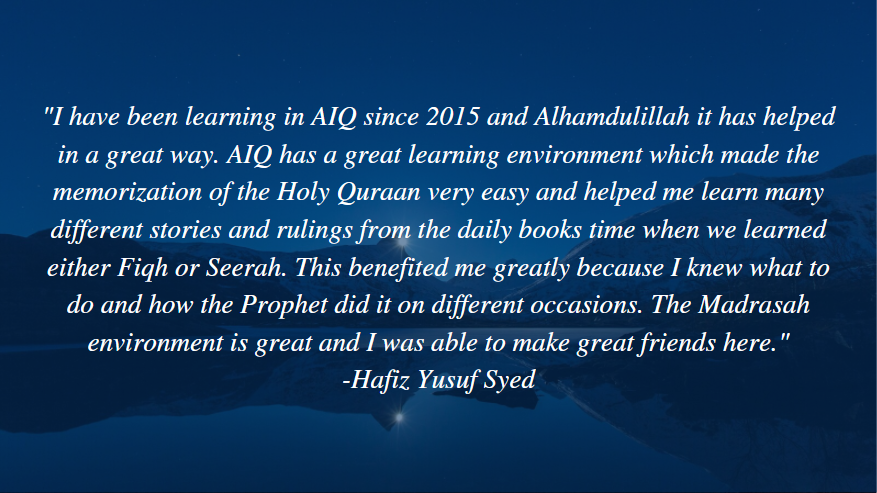 "I have been learning in AIQ since 2015 and Alhamdulillah it has helped
in a great way. AIQ has a great learning environment which made the
memorization of the Holy Quraan very easy and helped me learn many
different stories and rulings from the daily books time when we learned
either Fiqh or Seerah. This benefited me greatly because I knew what to
do and how the Prophet did it on different occasions. The Madrasah
environment is great and I was able to make great friends here."
-Hafiz Yusuf Syed